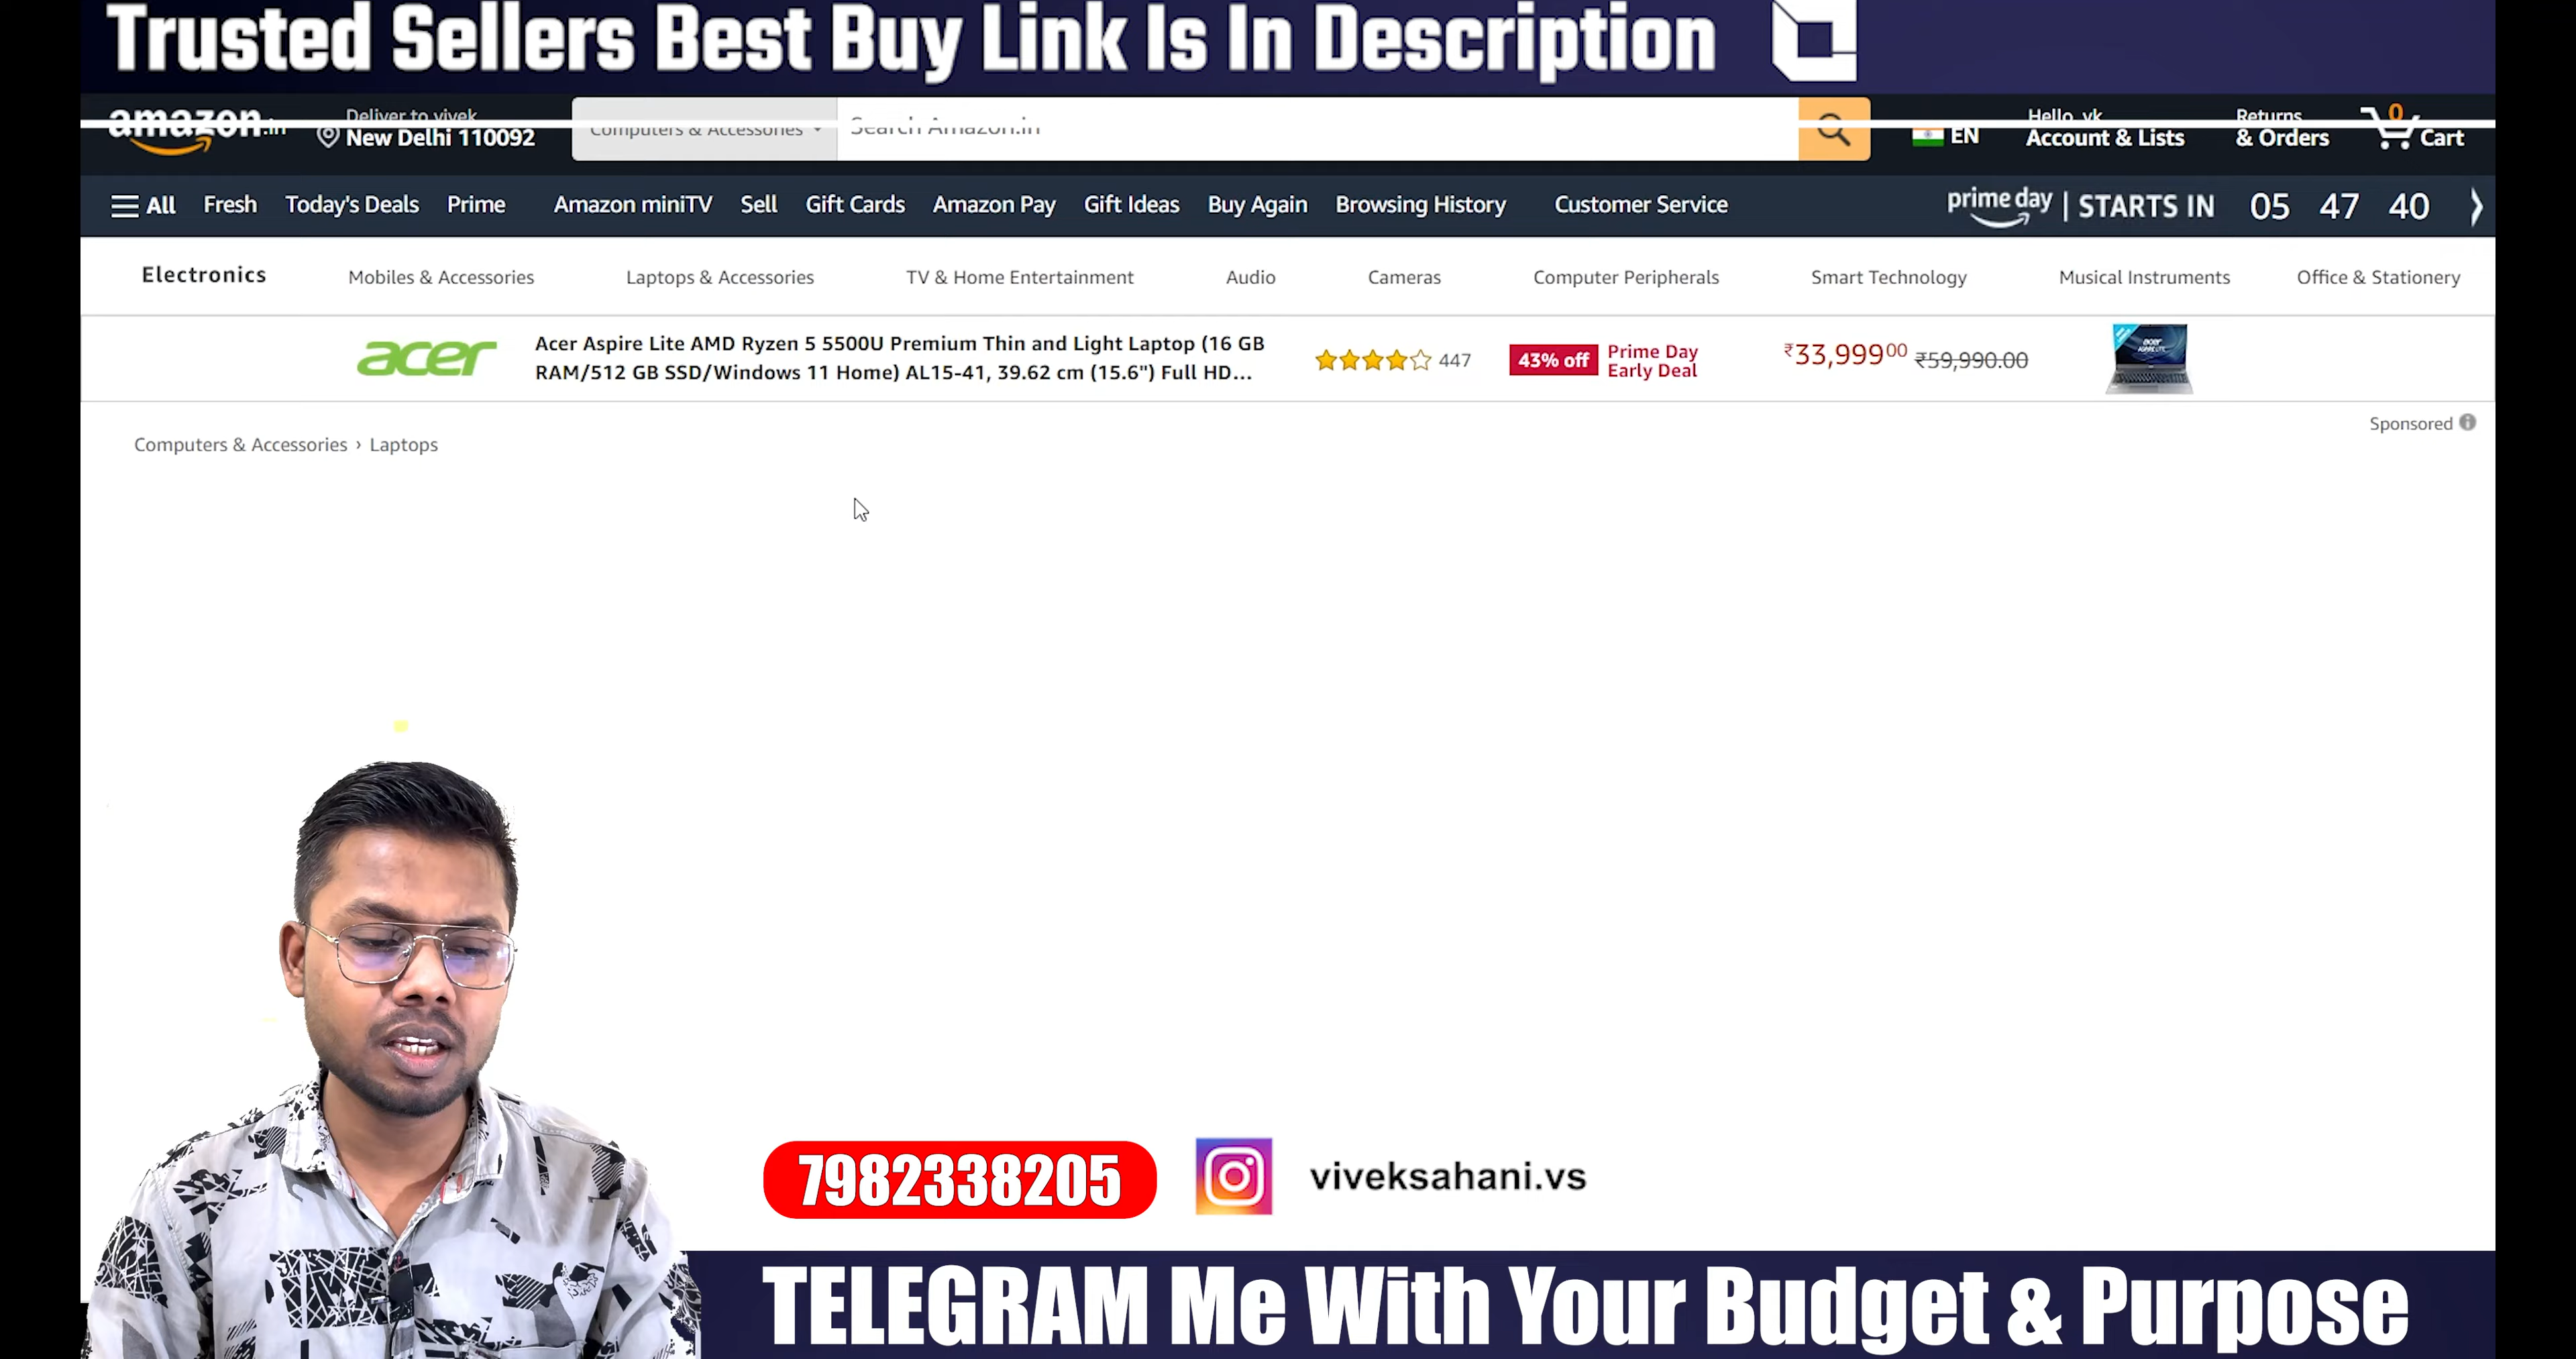 Trusted Sellers Best Buy Link Is In Description
amazon.in
Deliver to vivek
New Delhi 110092
Computers & Accessories
Search Amazon.in
EN
Hello, vk
Account & Lists
Returns
& Orders
0
Cart
All Fresh Today's Deals Prime Amazon miniTV Sell Gift Cards Amazon Pay Gift Ideas Buy Again Browsing History Customer Service
prime day | STARTS IN 05 47 40
Electronics Mobiles & Accessories Laptops & Accessories TV & Home Entertainment Audio Cameras Computer Peripherals Smart Technology Musical Instruments Office & Stationery
acer
Acer Aspire Lite AMD Ryzen 5 5500U Premium Thin and Light Laptop (16 GB
RAM/512 GB SSD/Windows 11 Home) AL15-41, 39.62 cm (15.6") Full HD...
447
43% off
Prime Day
Early Deal
₹33,99900 ₹59,990.00
Sponsored
Computers & Accessories › Laptops
7982338205
viveksahani.vs
TELEGRAM Me With Your Budget & Purpose